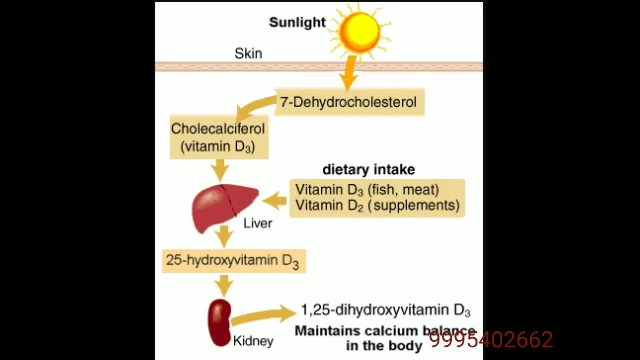 Sunlight
Skin
7-Dehydrocholesterol
Cholecalciferol
(vitamin D3)
dietary intake
Vitamin D3 (fish, meat)
Vitamin D2 (supplements)
Liver
25-hydroxyvitamin D3
1,25-dihydroxyvitamin D3
Kidney
Maintains calcium balance
in the body
9995402662